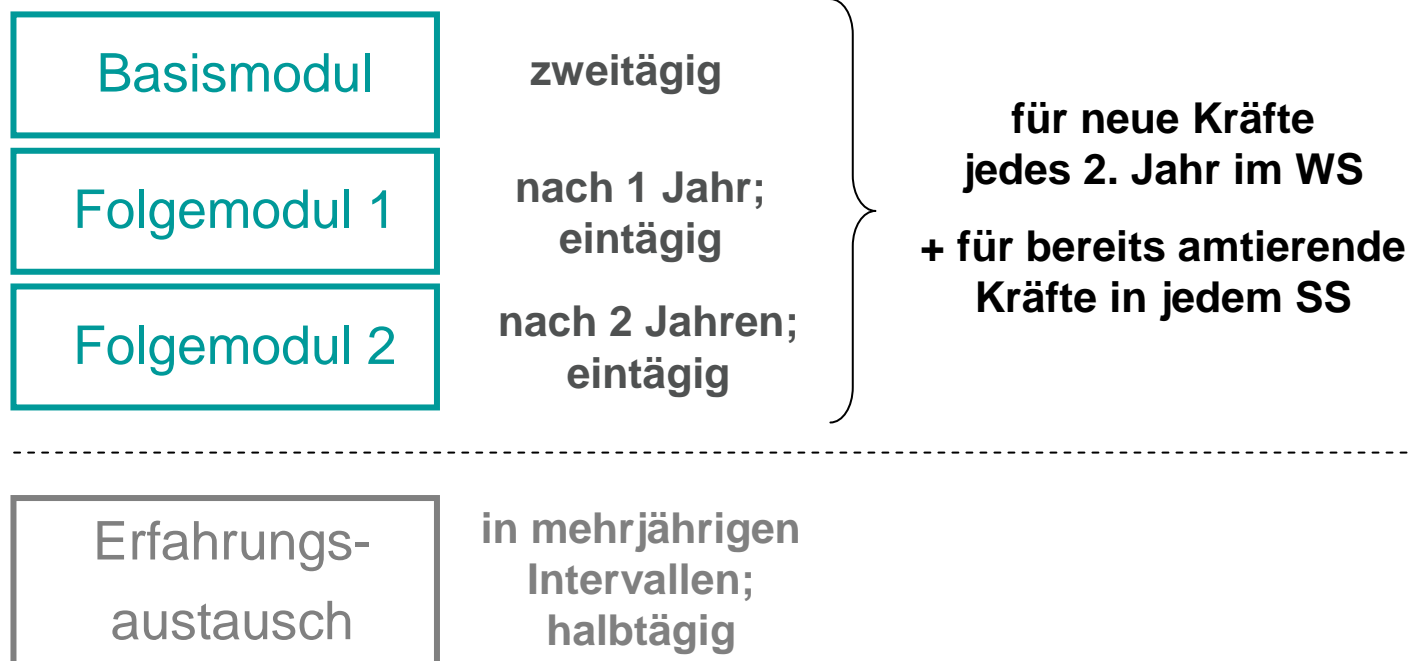 Basismodul
zweitägig
Folgemodul 1
nach 1 Jahr;
eintägig
Folgemodul 2
nach 2 Jahren;
eintägig
für neue Kräfte
jedes 2. Jahr im WS
+ für bereits amtierende
Kräfte in jedem SS
Erfahrungs-
austausch
in mehrjährigen
Intervallen;
halbtägig